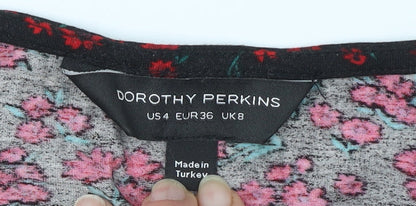 DOROTHY PERKINS
US4 EUR36 UK8
Made in
Turkey